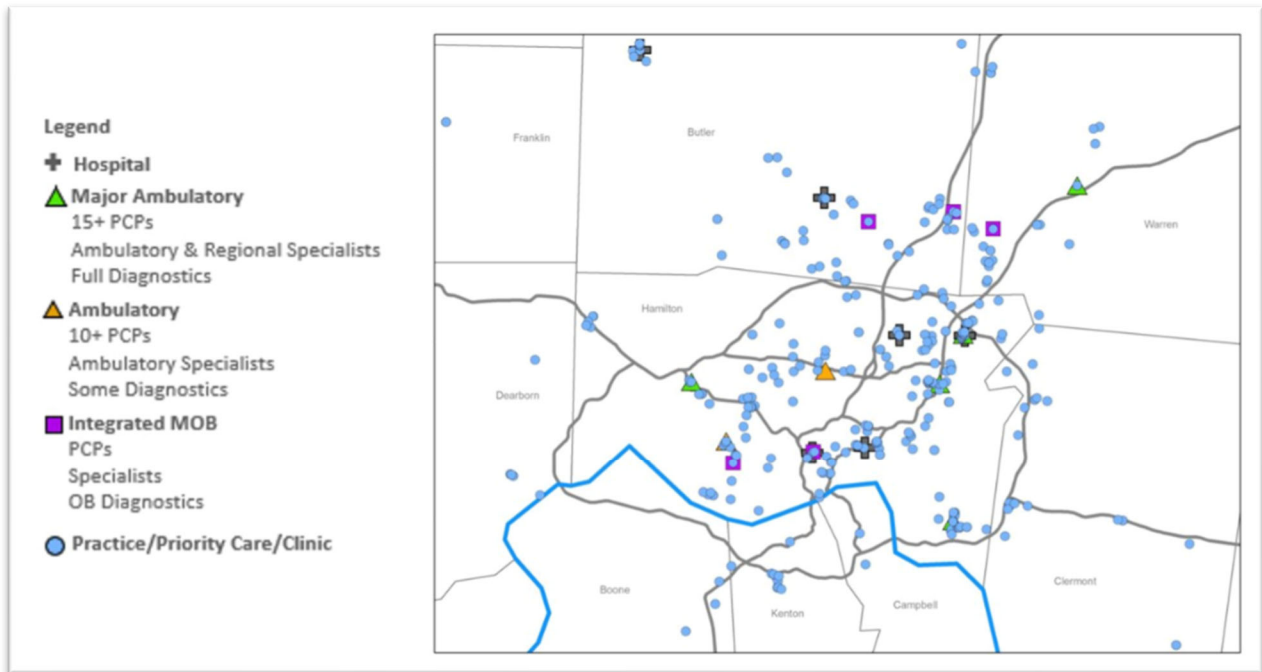 Legend
Hospital
Major Ambulatory
15+ PCPs
Ambulatory & Regional Specialists
Full Diagnostics
Ambulatory
10+ PCPs
Ambulatory Specialists
Some Diagnostics
Integrated MOB
PCPs
Specialists
OB Diagnostics
Practice/Priority Care/Clinic
Franklin
Butler
Warren
Hamilton
Dearborn
Boone
Kenton
Campbell
Clermont